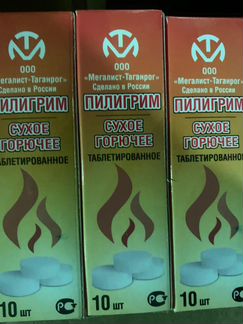 ООО
«Мегалист-Таганрог»
Сделано в России
ПИЛИГРИМ
СУХОЕ
ГОРЮЧЕЕ
ТАБЛЕТИРОВАННОЕ
10 шт
ООО
«Мегалист-Таганрог»
Сделано в России
ПИЛИГРИМ
СУХОЕ
ГОРЮЧЕЕ
ТАБЛЕТИРОВАННОЕ
10 шт
ООО
«Мегалист-Таганрог»
Сделано в России
ПИЛИГРИМ
СУХОЕ
ГОРЮЧЕЕ
ТАБЛЕТИРОВАННОЕ
10 шт